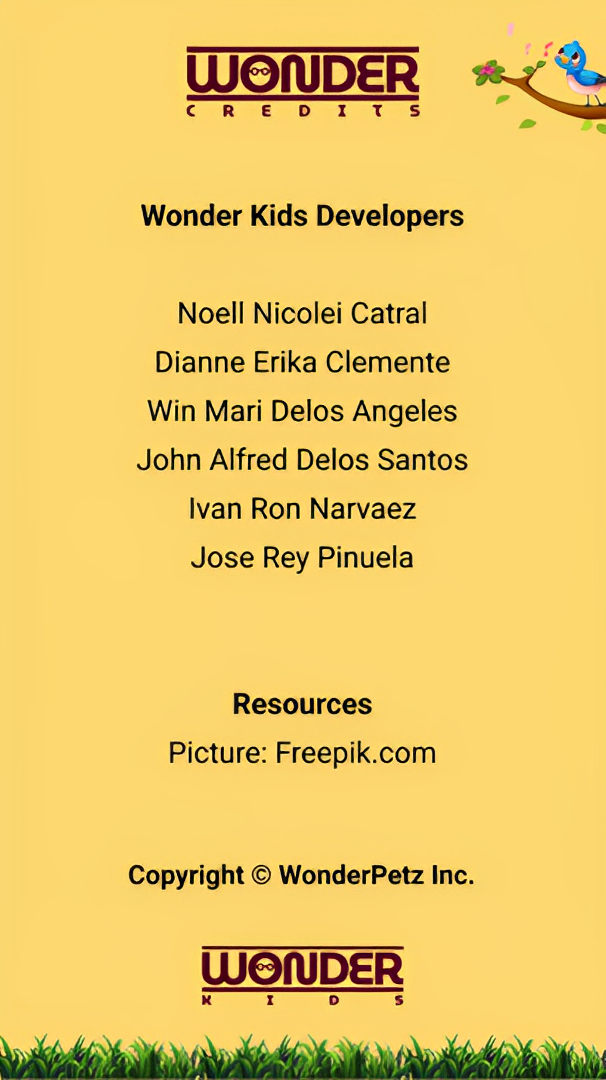 WONDER
CREDITS
Wonder Kids Developers
Noell Nicolei Catral
Dianne Erika Clemente
Win Mari Delos Angeles
John Alfred Delos Santos
Ivan Ron Narvaez
Jose Rey Pinuela
Resources
Picture: Freepik.com
Copyright © WonderPetz Inc.
WONDER
KIDS